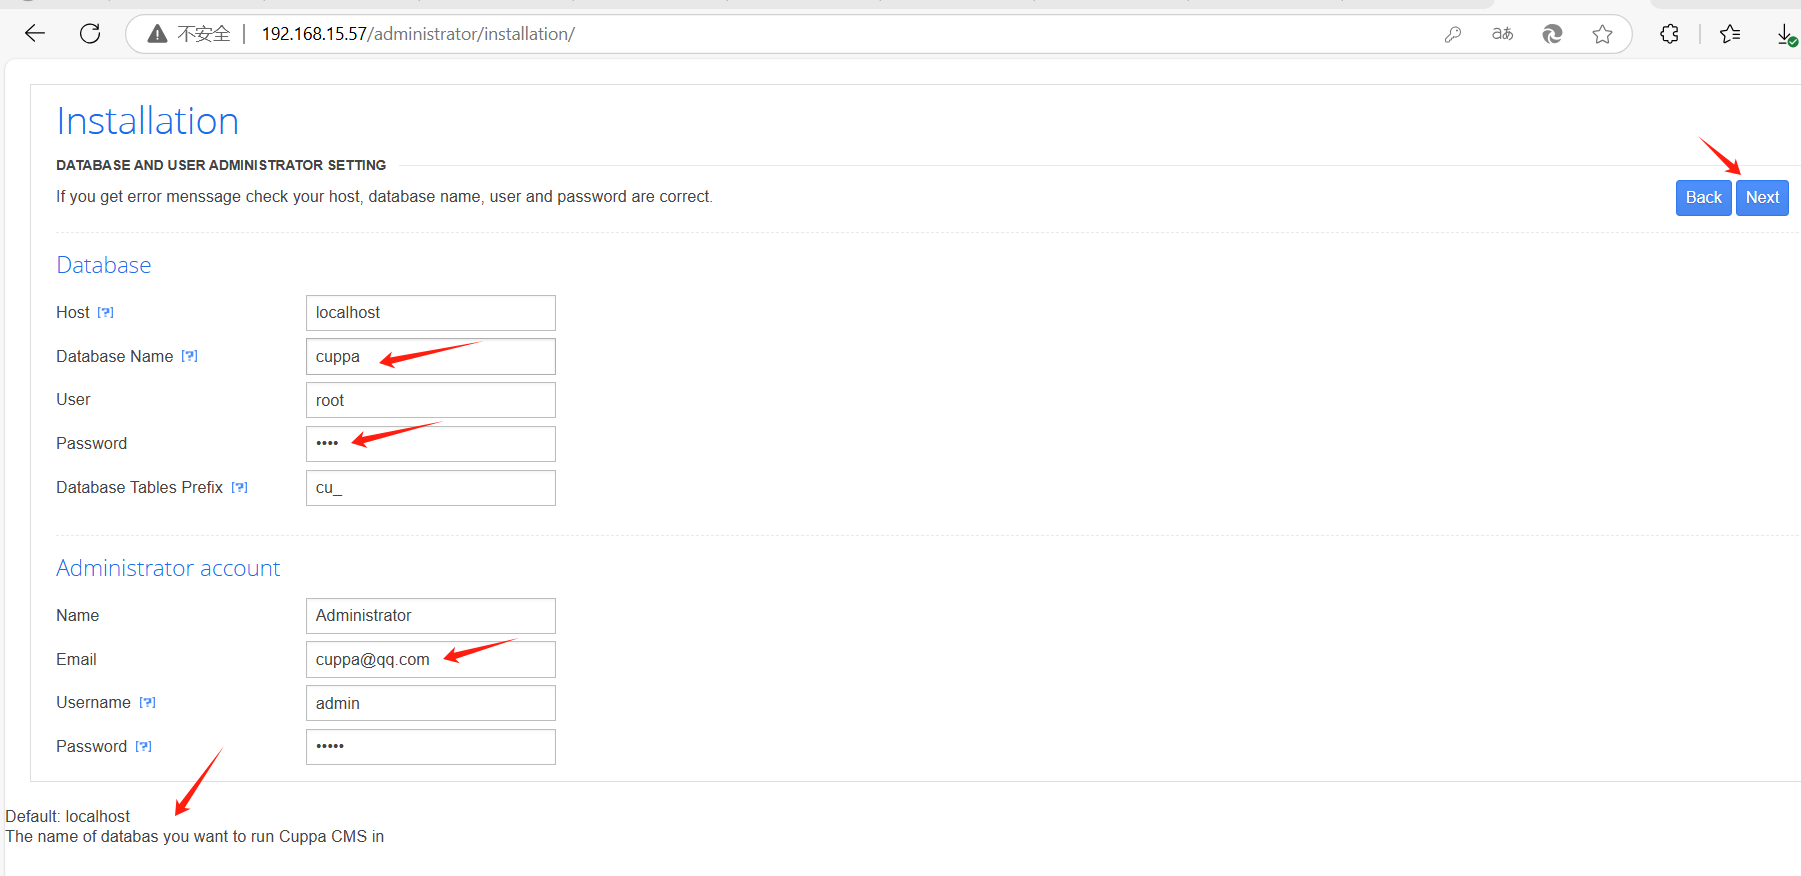 不安全 192.168.15.57/administrator/installation/
Installation
DATABASE AND USER ADMINISTRATOR SETTING
If you get error menssage check your host, database name, user and password are correct.
Back Next
Database
Host [?] localhost
Database Name [?] cuppa
User root
Password ••••
Database Tables Prefix [?] cu_
Administrator account
Name Administrator
Email cuppa@qq.com
Username [?] admin
Password [?] •••••
Default: localhost
The name of databas you want to run Cuppa CMS in